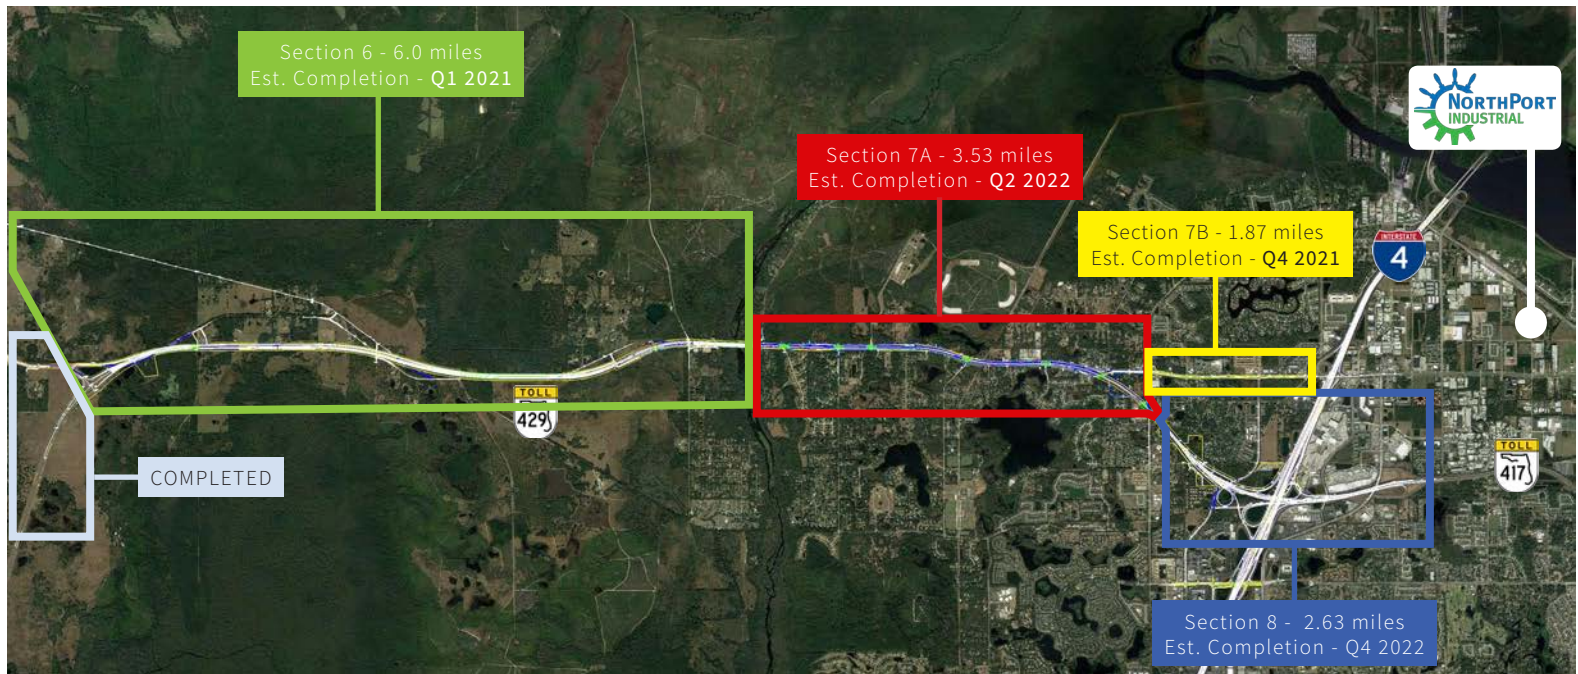 Section 6 - 6.0 miles
Est. Completion - Q1 2021
NORTHPORT
INDUSTRIAL
Section 7A - 3.53 miles
Est. Completion - Q2 2022
Section 7B - 1.87 miles
Est. Completion - Q4 2021
INTERSTATE
4
TOLL
429
TOLL
417
COMPLETED
Section 8 - 2.63 miles
Est. Completion - Q4 2022